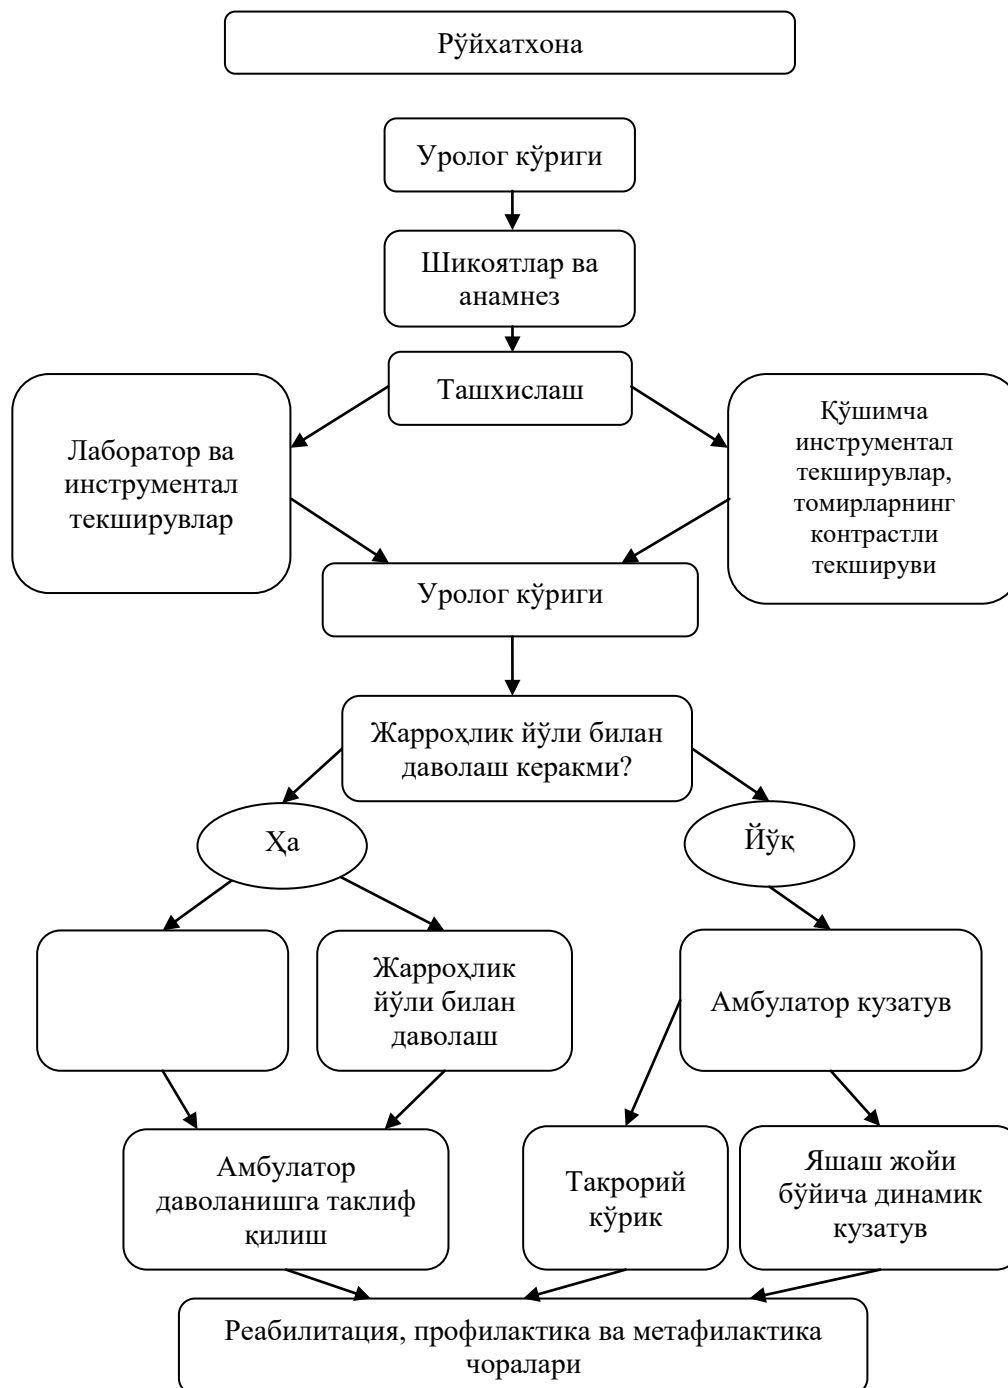 Рўйхатхона
Уролог кўриги
Шикоятлар ва
анамнез
Ташхислаш
Лаборатор ва
инструментал
текширувлар
Қўшимча
инструментал
текширувлар,
томирларнинг
контрастли
текшируви
Уролог кўриги
Жарроҳлик йўли билан
даволаш керакми?
Ҳа
Йўқ
Жарроҳлик
йўли билан
даволаш
Амбулатор кузатув
Амбулатор
даволанишга таклиф
қилиш
Такрорий
кўрик
Яшаш жойи
бўйича динамик
кузатув
Реабилитация, профилактика ва метафилактика
чоралари